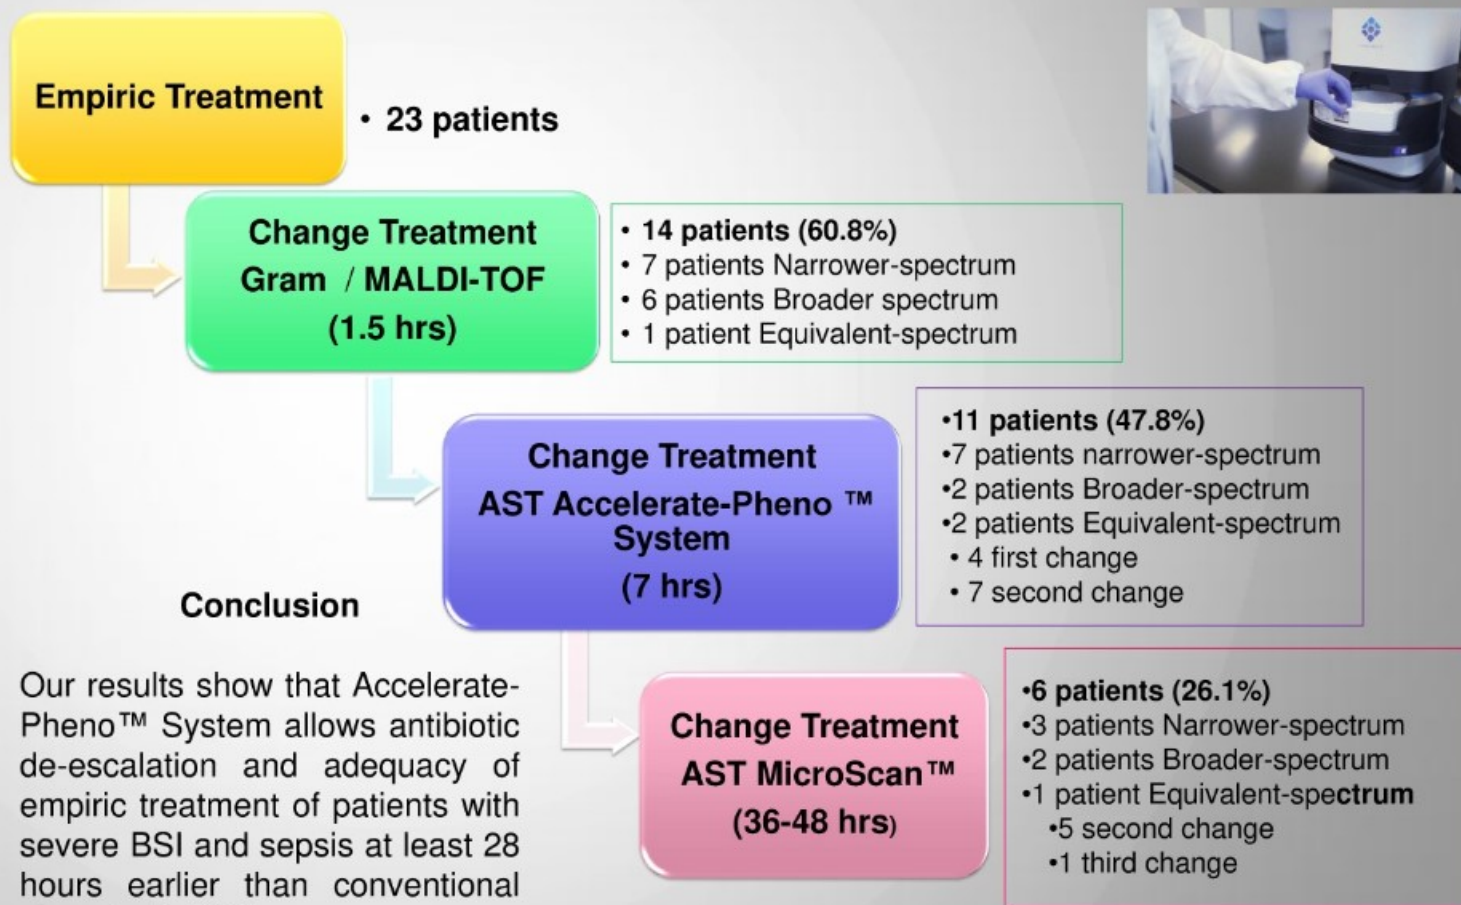 Empiric Treatment
• 23 patients
Change Treatment
Gram / MALDI-TOF
(1.5 hrs)
• 14 patients (60.8%)
• 7 patients Narrower-spectrum
• 6 patients Broader spectrum
• 1 patient Equivalent-spectrum
Change Treatment
AST Accelerate-Pheno ™
System
(7 hrs)
•11 patients (47.8%)
•7 patients narrower-spectrum
•2 patients Broader-spectrum
•2 patients Equivalent-spectrum
• 4 first change
• 7 second change
Conclusion
Our results show that Accelerate-
Pheno™ System allows antibiotic
de-escalation and adequacy of
empiric treatment of patients with
severe BSI and sepsis at least 28
hours earlier than conventional
Change Treatment
AST MicroScan™
(36-48 hrs)
•6 patients (26.1%)
•3 patients Narrower-spectrum
•2 patients Broader-spectrum
•1 patient Equivalent-spectrum
•5 second change
•1 third change